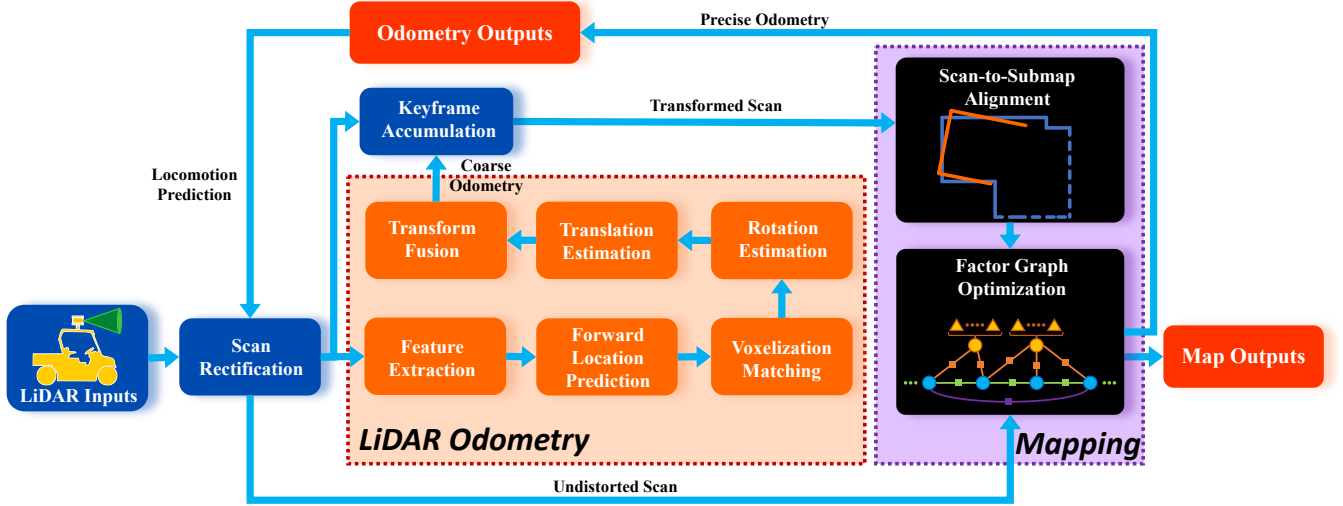 Precise Odometry
Odometry Outputs
Scan-to-Submap
Alignment
Keyframe
Accumulation
Transformed Scan
Locomotion
Prediction
Coarse
Odometry
Transform
Fusion
Translation
Estimation
Rotation
Estimation
Factor Graph
Optimization
LiDAR Inputs
Scan
Rectification
Feature
Extraction
Forward
Location
Prediction
Voxelization
Matching
Map Outputs
LiDAR Odometry
Mapping
Undistorted Scan